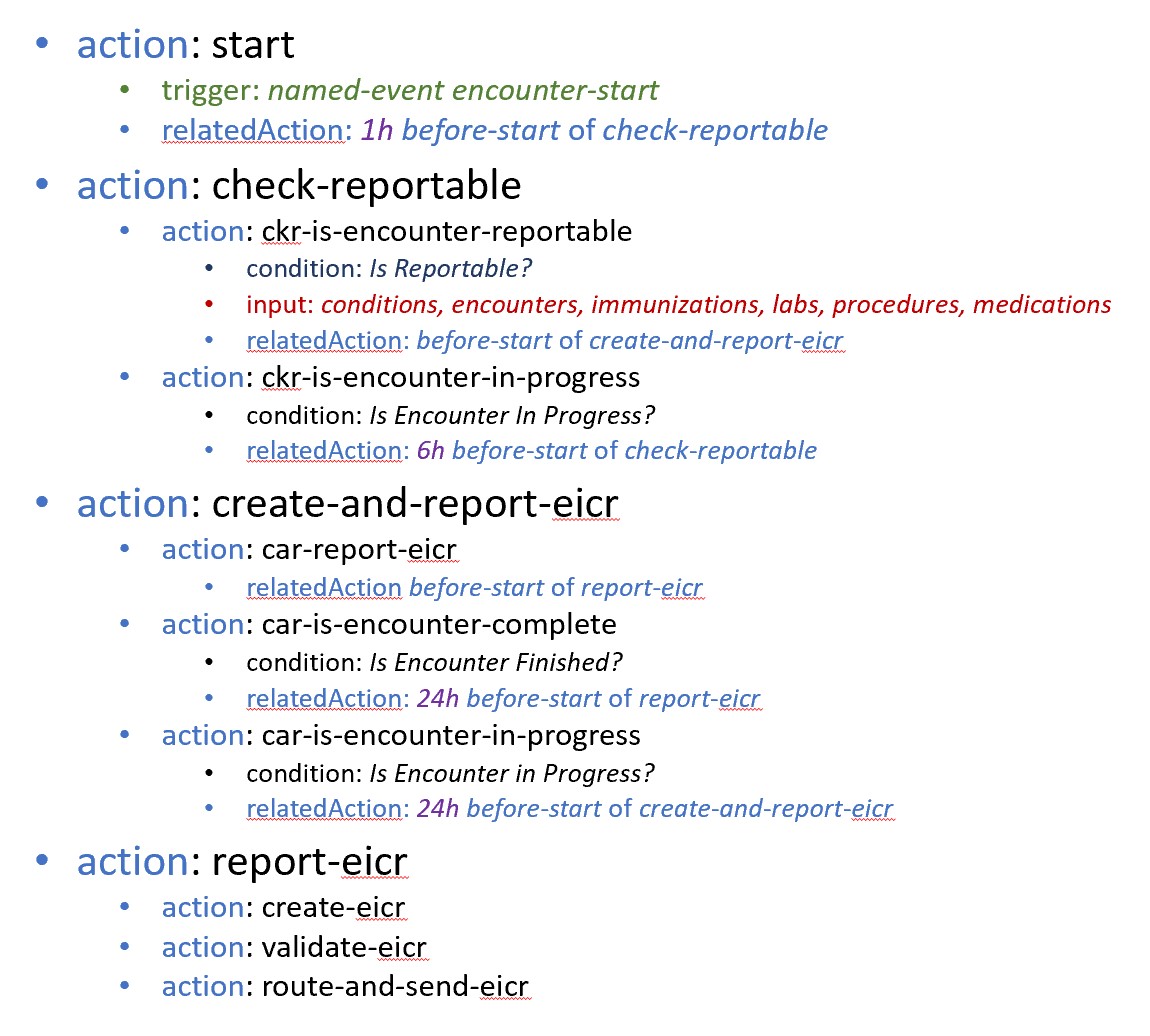 • action: start
• trigger: named-event encounter-start
• relatedAction: 1h before-start of check-reportable
• action: check-reportable
• action: ckr-is-encounter-reportable
• condition: Is Reportable?
• input: conditions, encounters, immunizations, labs, procedures, medications
• relatedAction: before-start of create-and-report-eicr
• action: ckr-is-encounter-in-progress
• condition: Is Encounter In Progress?
• relatedAction: 6h before-start of check-reportable
• action: create-and-report-eicr
• action: car-report-eicr
• relatedAction before-start of report-eicr
• action: car-is-encounter-complete
• condition: Is Encounter Finished?
• relatedAction: 24h before-start of report-eicr
• action: car-is-encounter-in-progress
• condition: Is Encounter in Progress?
• relatedAction: 24h before-start of create-and-report-eicr
• action: report-eicr
• action: create-eicr
• action: validate-eicr
• action: route-and-send-eicr